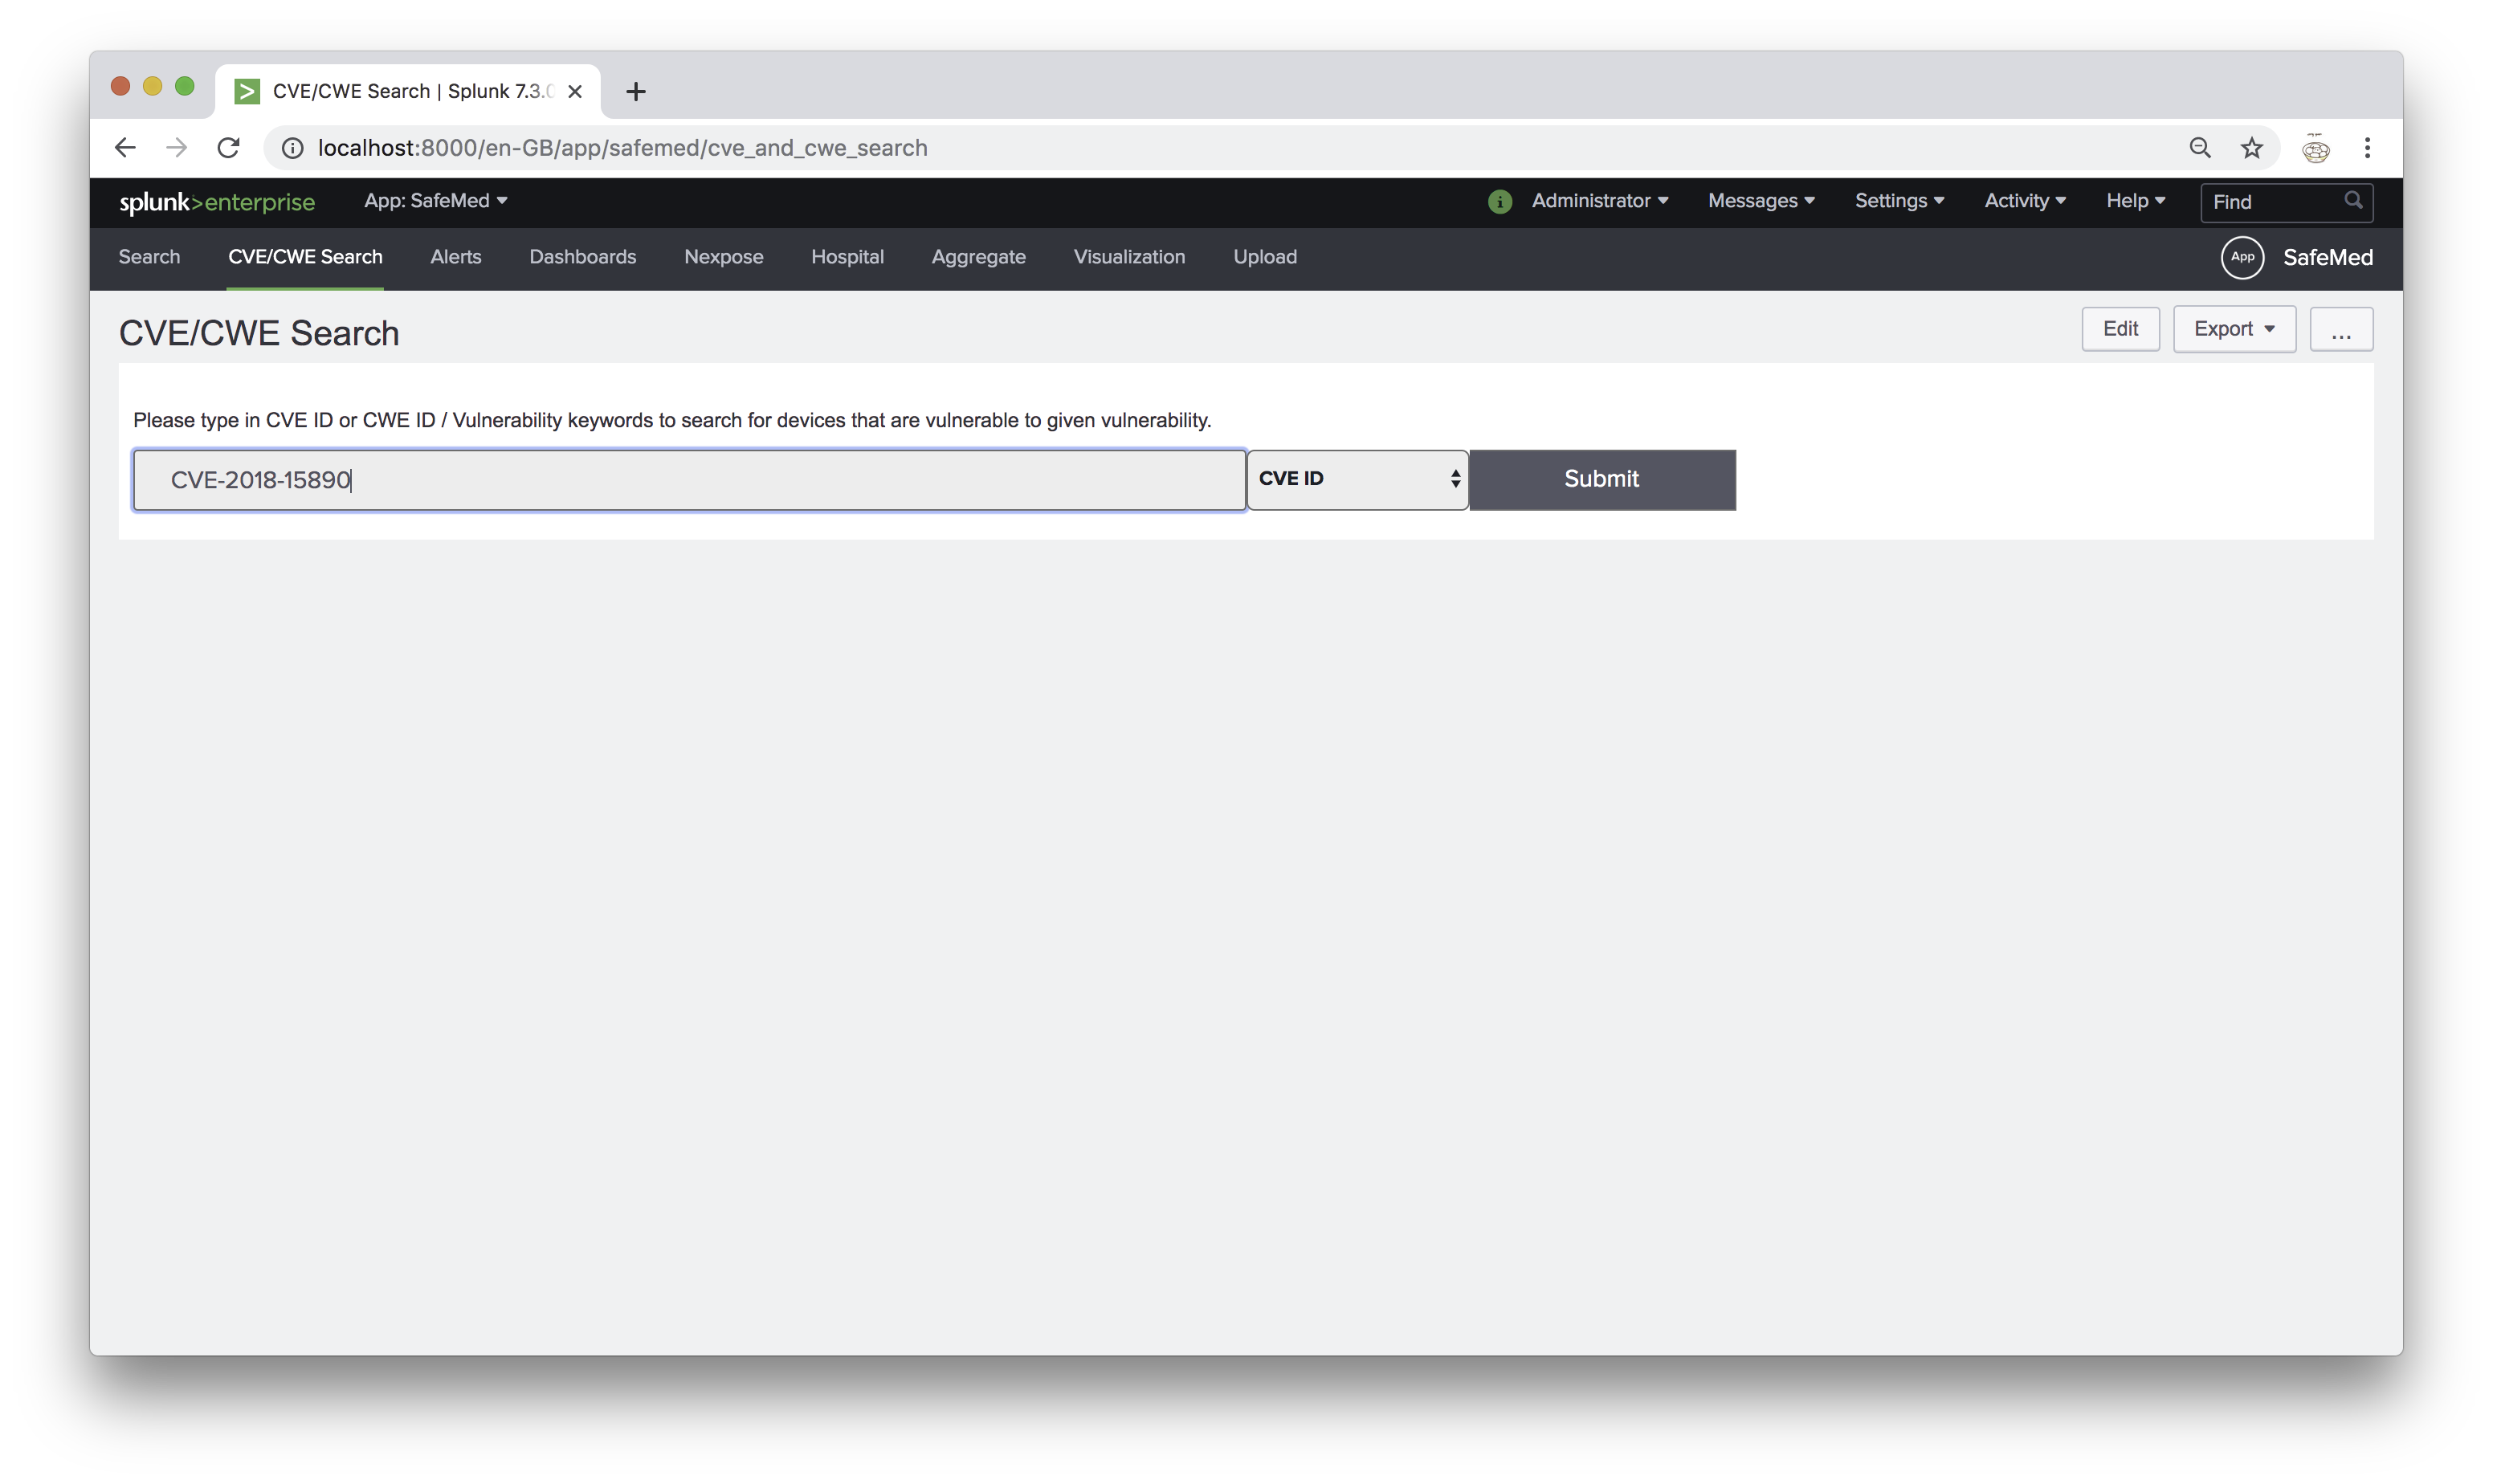 CVE/CWE Search | Splunk 7.3.0
localhost:8000/en-GB/app/safemed/cve_and_cwe_search
splunk>enterprise App: SafeMed i Administrator Messages Settings Activity Help Find
Search CVE/CWE Search Alerts Dashboards Nexpose Hospital Aggregate Visualization Upload App SafeMed
CVE/CWE Search Edit Export ...
Please type in CVE ID or CWE ID / Vulnerability keywords to search for devices that are vulnerable to given vulnerability.
CVE-2018-15890 CVE ID Submit